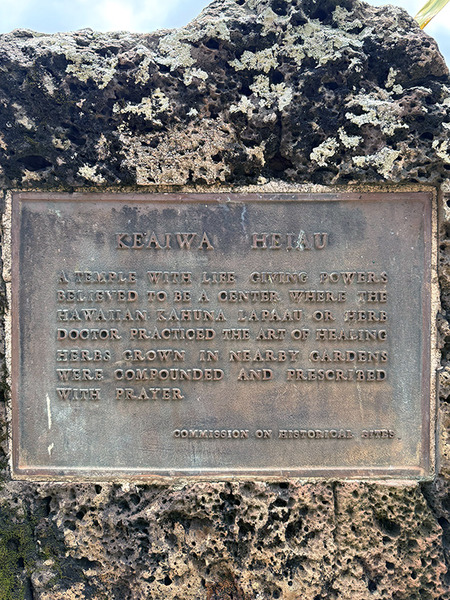 KEAIWA HEIAU
A TEMPLE WITH LIFE GIVING POWERS
BELIEVED TO BE A CENTER WHERE THE
HAWAIIAN KAHUNA LAPAAU OR HERB
DOCTOR PRACTICED THE ART OF HEALING
HERBS GROWN IN NEARBY GARDENS
WERE COMPOUNDED AND PRESCRIBED
WITH PRAYER
COMMISSION ON HISTORICAL SITES.